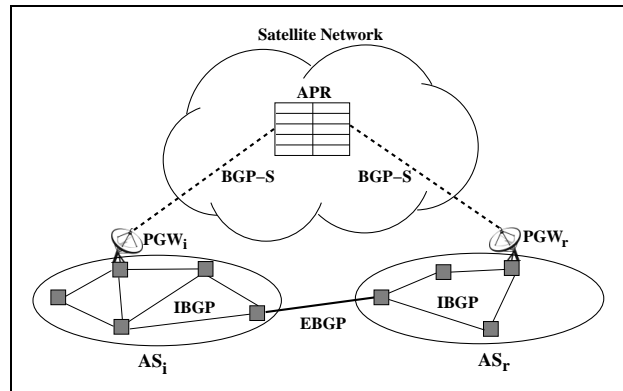 Satellite Network
APR
BGP–S
BGP–S
PGWi
PGWr
IBGP
IBGP
EBGP
ASi
ASr